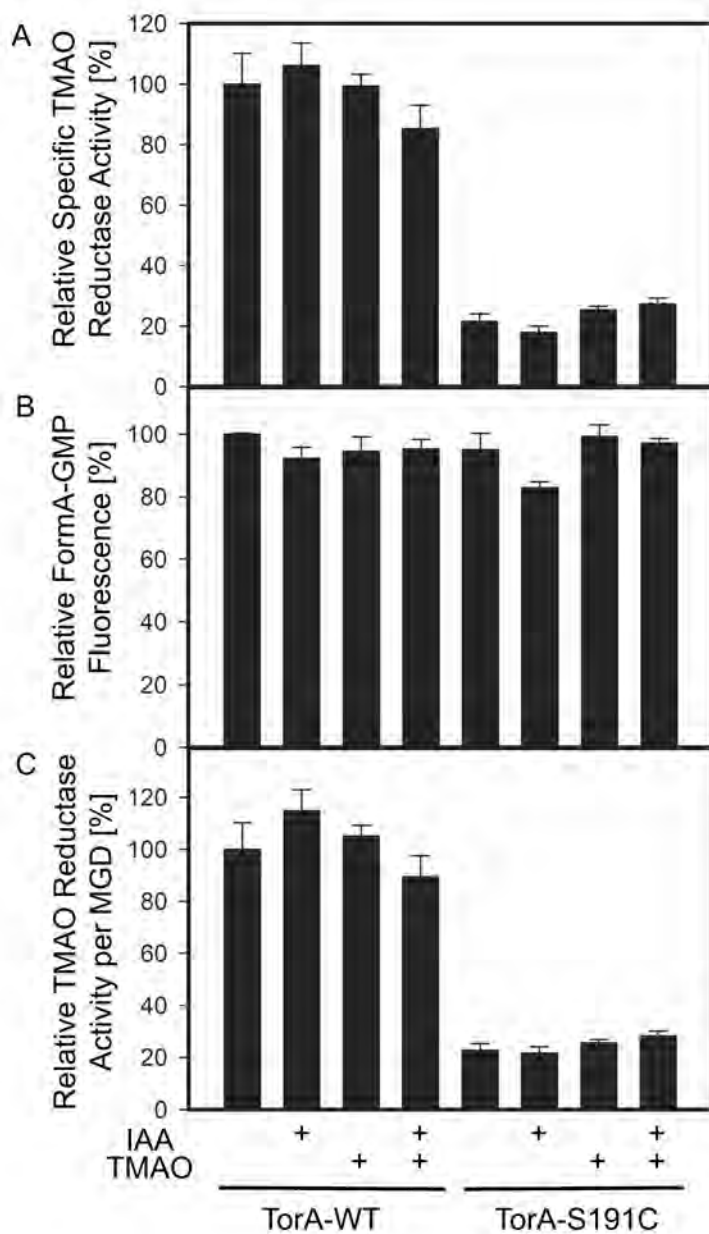 A
Relative Specific TMAO
Reductase Activity [%]
120
100
80
60
40
20
0
B
Relative FormA-GMP
Fluorescence [%]
100
80
60
40
20
0
C
Relative TMAO Reductase
Activity per MGD [%]
120
100
80
60
40
20
0
IAA + + + +
TMAO + + + +
TorA-WT TorA-S191C